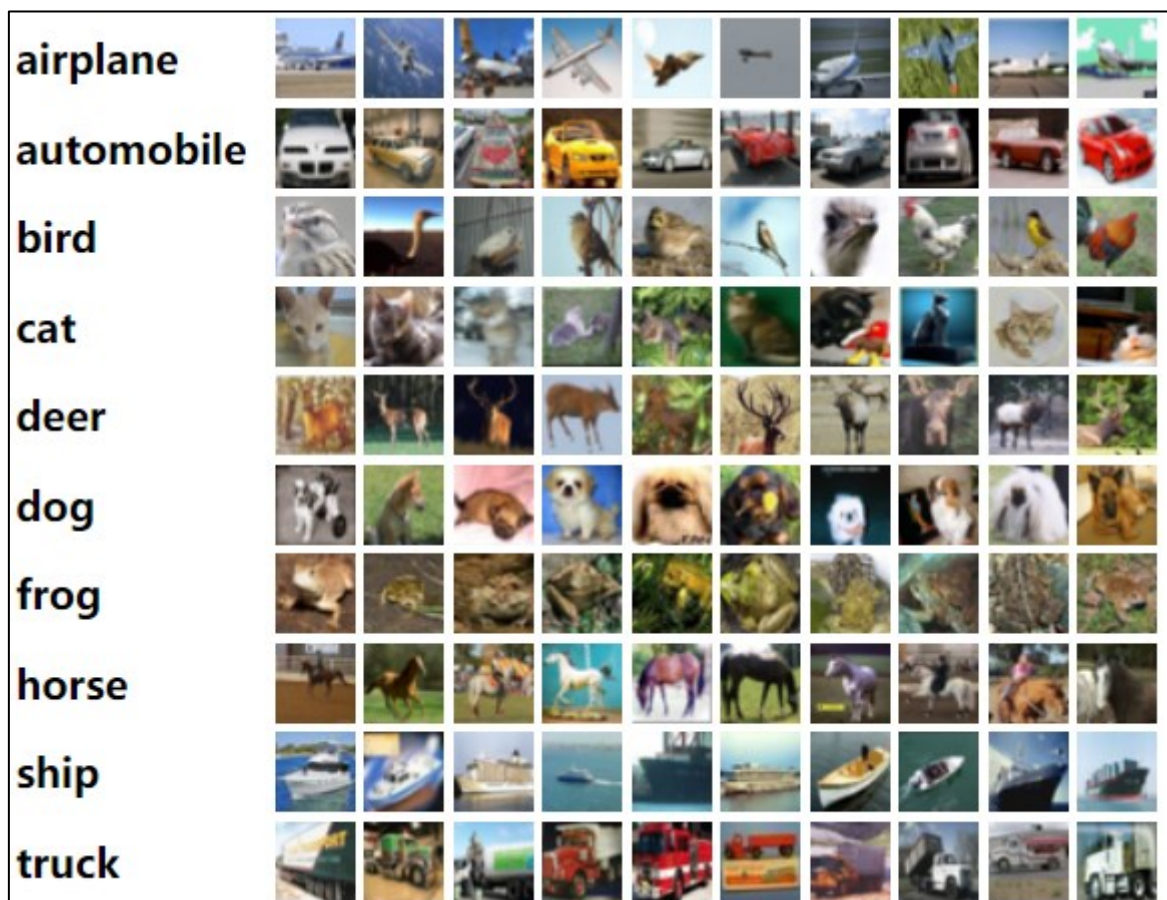 airplane
automobile
bird
cat
deer
dog
frog
horse
ship
truck